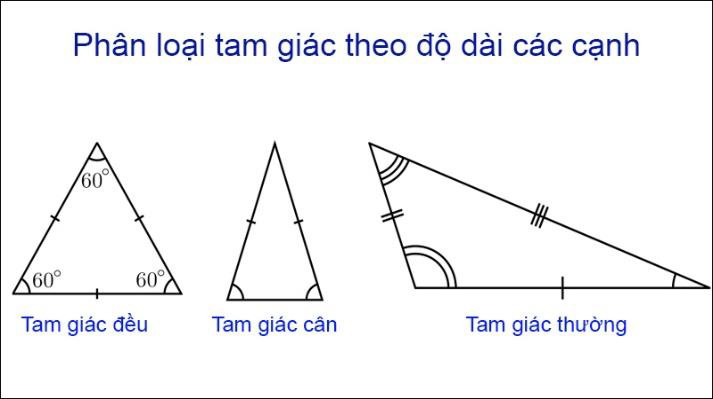 Phân loại tam giác theo độ dài các cạnh
60°
60°
60°
Tam giác đều
Tam giác cân
Tam giác thường